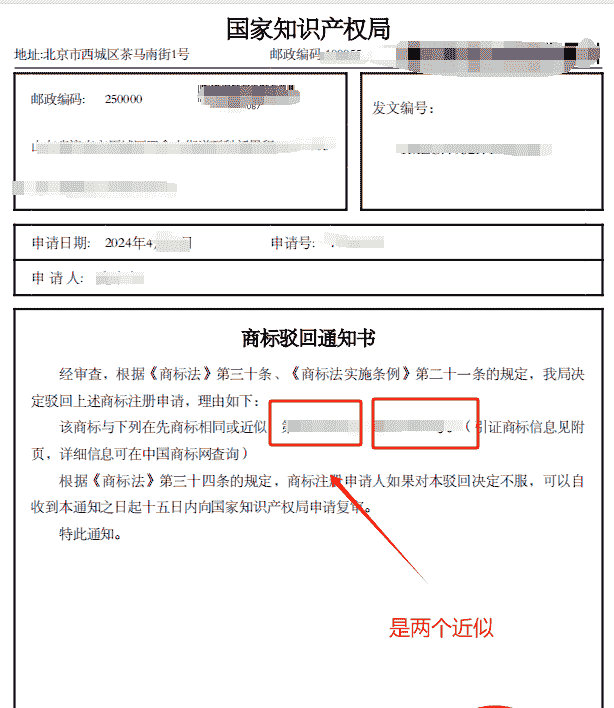 国家知识产权局
地址:北京市西城区茶马南街1号 邮政编码
邮政编码: 250000
发文编号:
申请日期: 2024年4
申请号:
申 请 人:
商标驳回通知书
经审查，根据《商标法》第三十条、《商标法实施条例》第二十一条的规定，我局决
定驳回上述商标注册申请，理由如下：
该商标与下列在先商标相同或近似 （引证商标信息见附
页，详细信息可在中国商标网查询）
根据《商标法》第三十四条的规定，商标注册申请人如果对本驳回决定不服，可以自
收到本通知之日起十五日内向国家知识产权局申请复审。
特此通知。
是两个近似